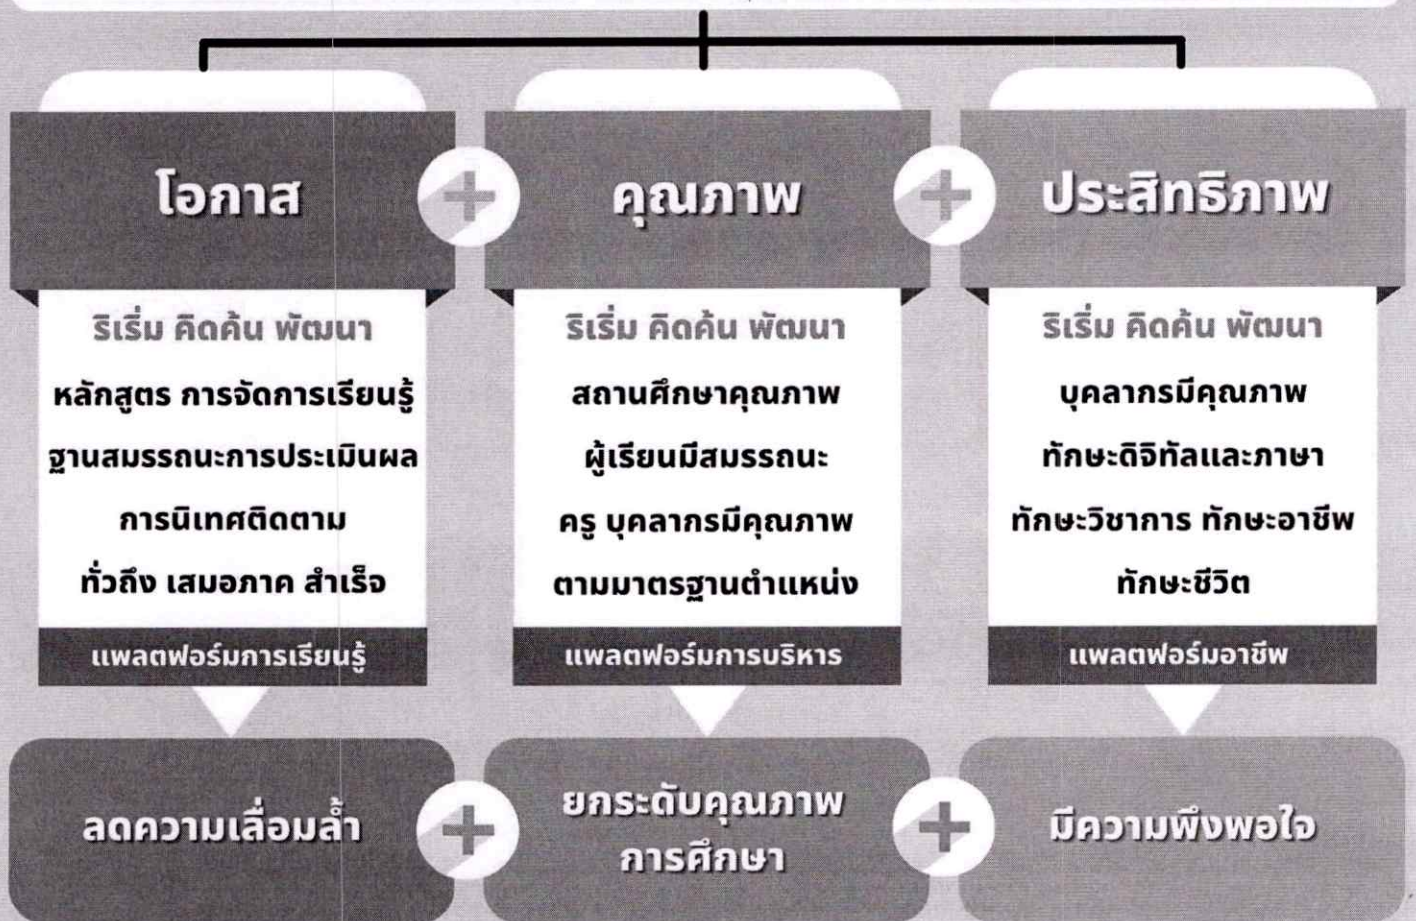 โอกาส
ริเริ่ม คิดค้น พัฒนา
หลักสูตร การจัดการเรียนรู้
ฐานสมรรถนะการประเมินผล
การนิเทศติดตาม
ทั่วถึง เสมอภาค สำเร็จ
แพลตฟอร์มการเรียนรู้
ลดความเลื่อมล้ำ
+
คุณภาพ
ริเริ่ม คิดค้น พัฒนา
สถานศึกษาคุณภาพ
ผู้เรียนมีสมรรถนะ
ครู บุคลากรมีคุณภาพ
ตามมาตรฐานตำแหน่ง
แพลตฟอร์มการบริหาร
ยกระดับคุณภาพ
การศึกษา
+
ประสิทธิภาพ
ริเริ่ม คิดค้น พัฒนา
บุคลากรมีคุณภาพ
ทักษะดิจิทัลและภาษา
ทักษะวิชาการ ทักษะอาชีพ
ทักษะชีวิต
แพลตฟอร์มอาชีพ
มีความพึงพอใจ